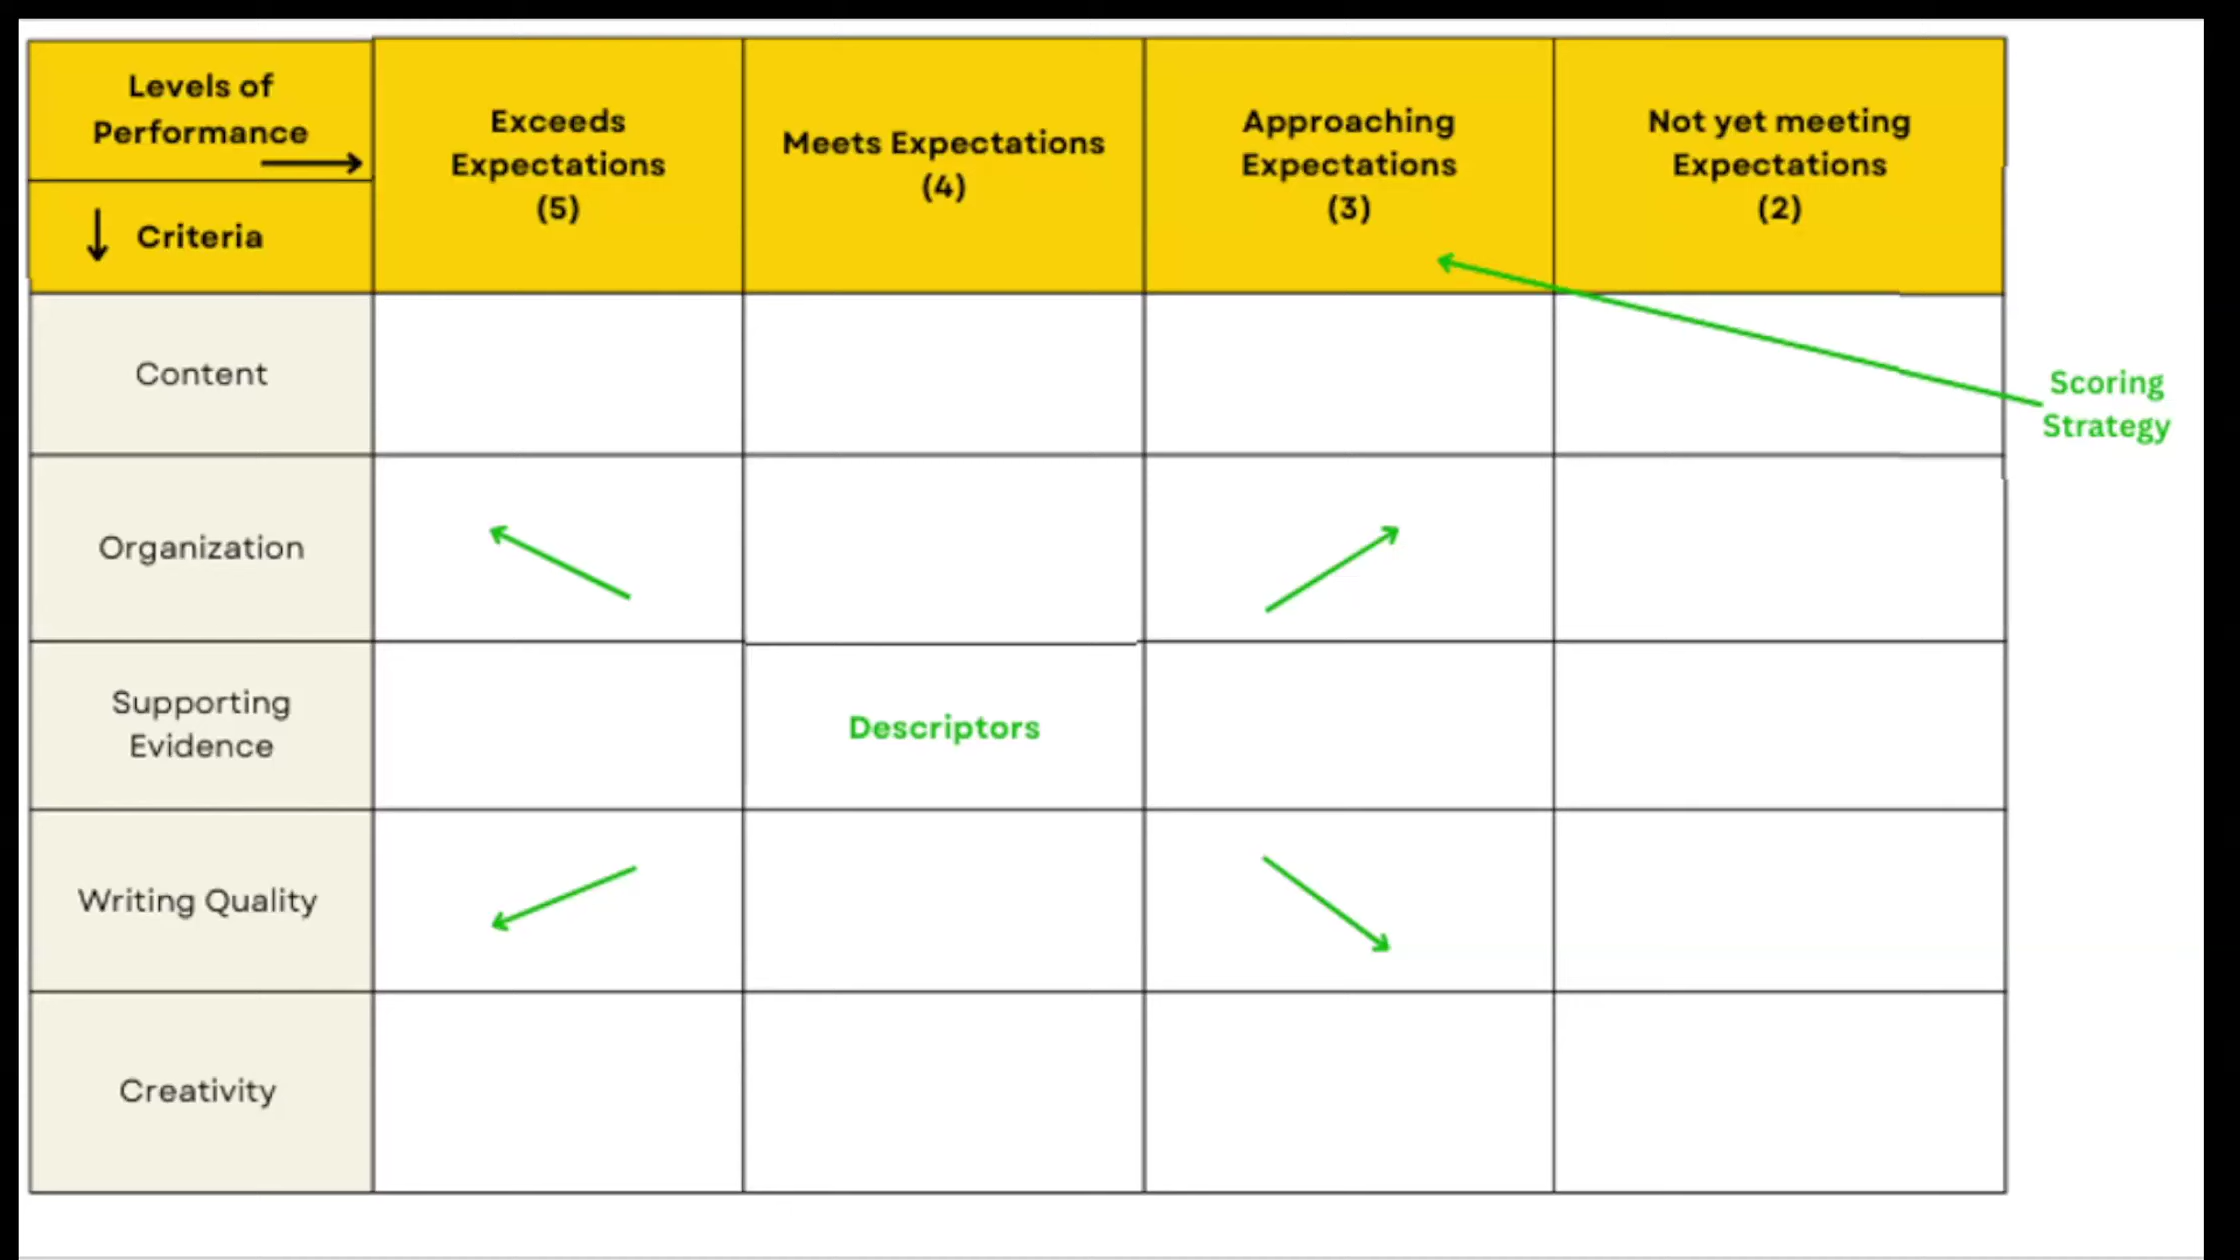 Levels of
Performance
Criteria
Exceeds
Expectations
(5)
Meets Expectations
(4)
Approaching
Expectations
(3)
Not yet meeting
Expectations
(2)
Content
Scoring
Strategy
Organization
Supporting
Evidence
Descriptors
Writing Quality
Creativity